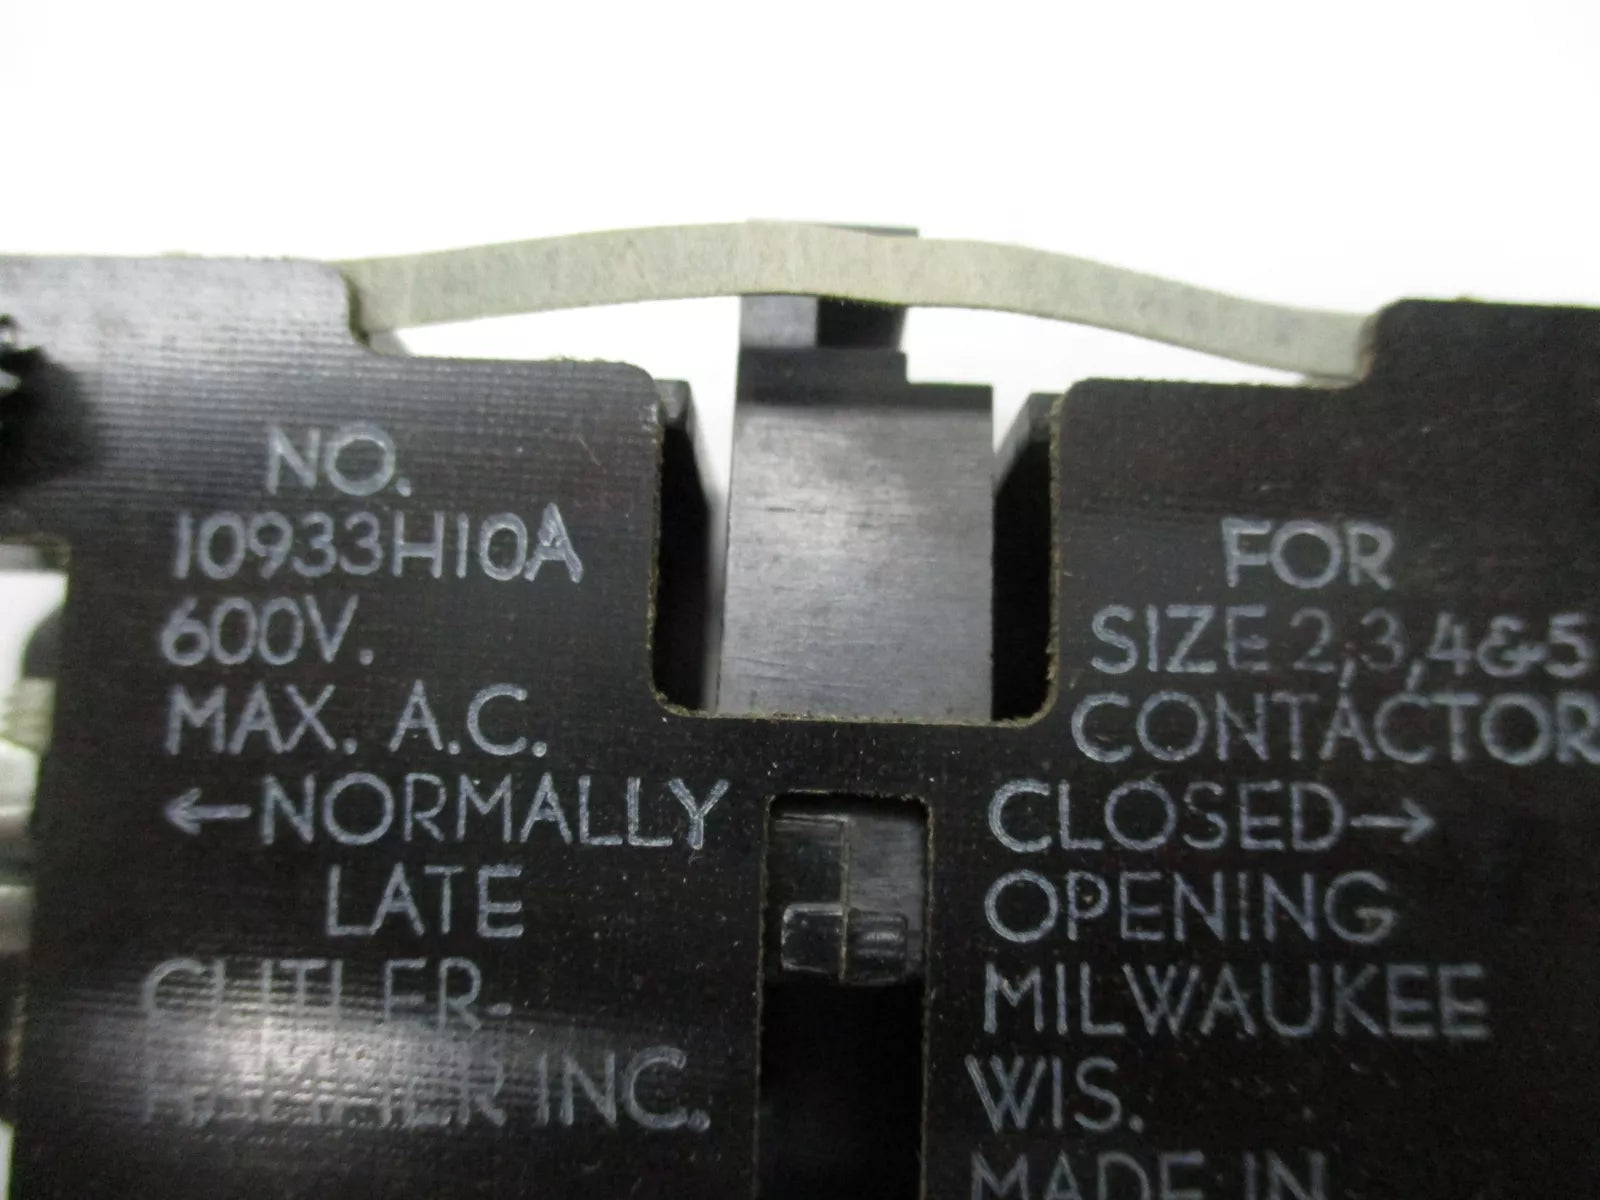 NO.
10933H10A
600V.
MAX. A.C.
←NORMALLY
LATE
CUTLER-
HAMMER INC.
FOR
SIZE 2,3,4&5
CONTACTOR
CLOSED→
OPENING
MILWAUKEE
WIS.
MADE IN